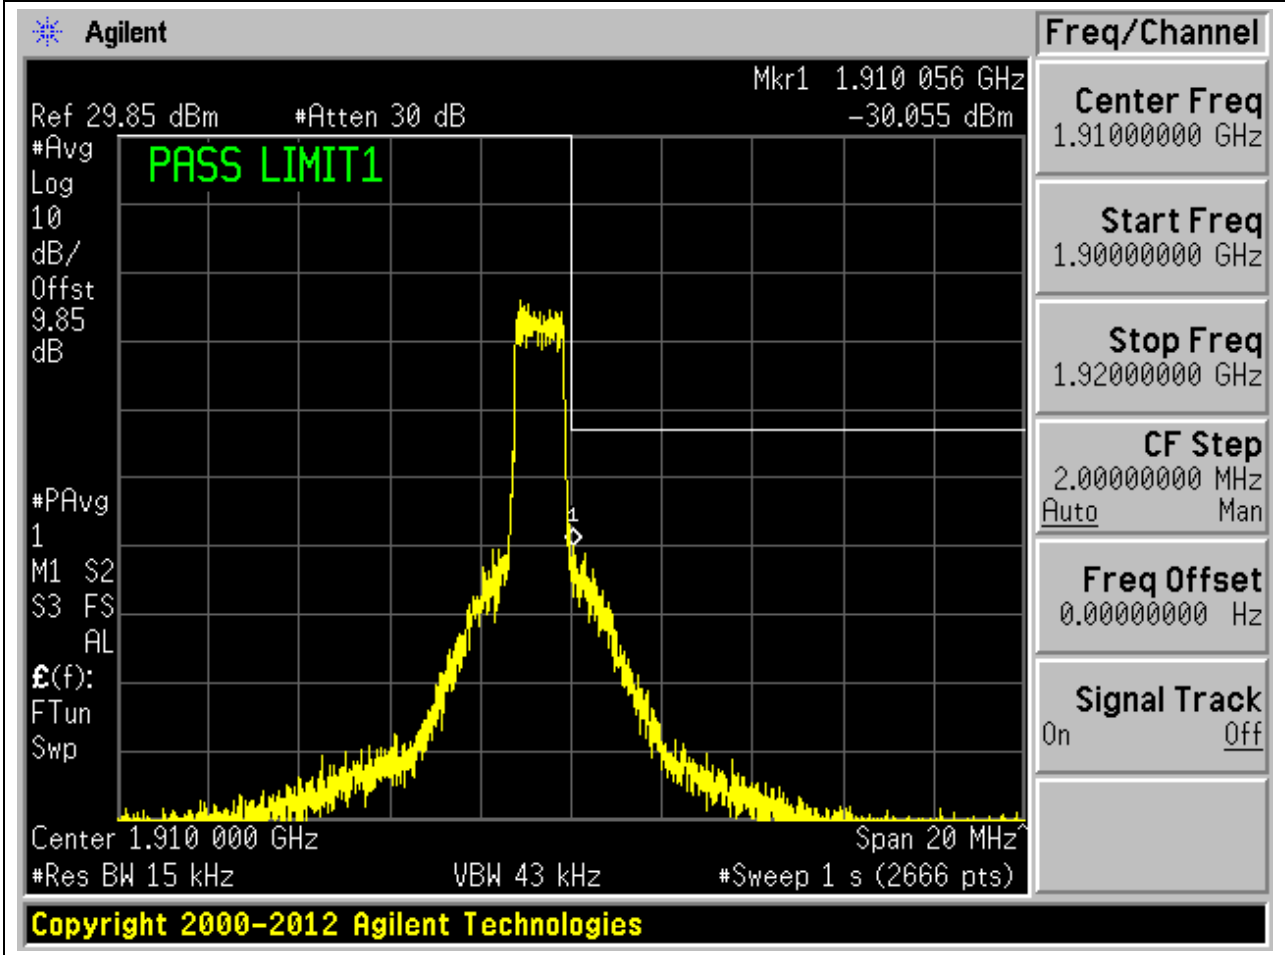 Agilent
Freq/Channel
Mkr1 1.910 056 GHz
Ref 29.85 dBm #Atten 30 dB -30.055 dBm
#Avg
Log
10
dB/
Offst
9.85
dB
PASS LIMIT1
1
#PAvg
1
M1 S2
S3 FS
AL
£(f):
FTun
Swp
Center 1.910 000 GHz Span 20 MHz^
#Res BW 15 kHz VBW 43 kHz #Sweep 1 s (2666 pts)
Copyright 2000-2012 Agilent Technologies
Center Freq
1.91000000 GHz
Start Freq
1.90000000 GHz
Stop Freq
1.92000000 GHz
CF Step
2.00000000 MHz
Auto Man
Freq Offset
0.00000000 Hz
Signal Track
On Off